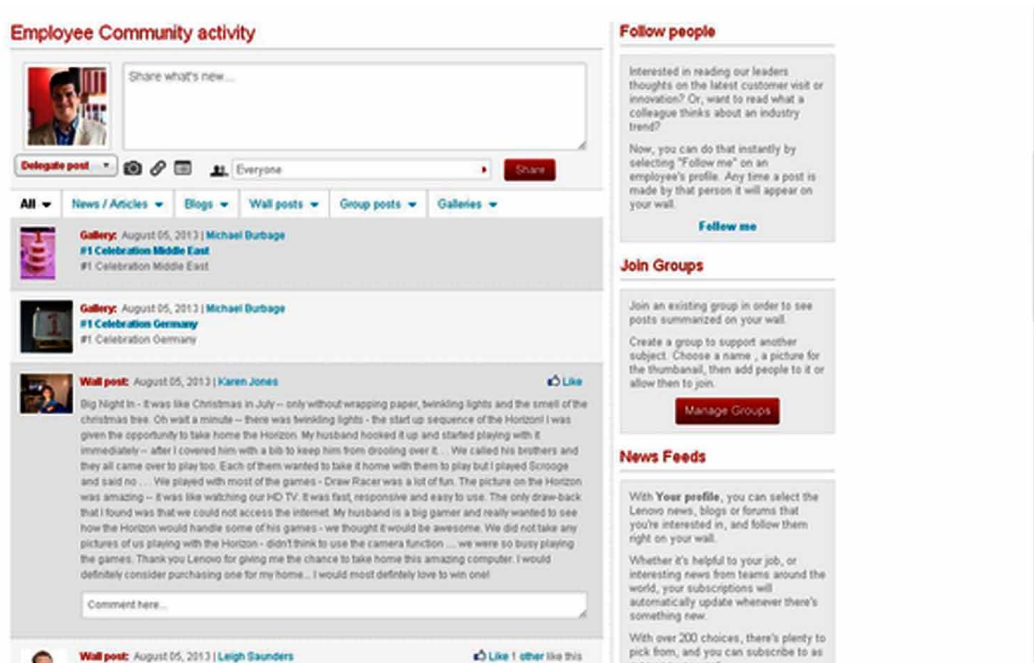 Employee Community activity
Share what's new...
Delegate post ...
Everyone
Share
All
News / Articles
Blogs
Wall posts
Group posts
Galleries
Gallery: August 05, 2013 | Michael Burbage
#1 Celebration Middle East
#1 Celebration Middle East
Gallery: August 05, 2013 | Michael Burbage
#1 Celebration Germany
#1 Celebration Germany
Wall post: August 05, 2013 | Karen Jones
Like
Big Night In - it was like Christmas in July -- only without wrapping paper, twinkling lights and the smell of the
christmas tree. Oh wait a minute -- there was twinkling lights - the start up sequence of the Horizon! I was
given the opportunity to take home the Horizon. My husband hooked it up and started playing with it
immediately -- after I covered him with a bib to keep him from drooling over it. . . We called his brothers and
they all came over to play too. Each of them wanted to take it home with them to play but I played Scrooge
and said no . . . We played with most of the games - Draw Racer was a lot of fun. The picture on the Horizon
was amazing -- it was like watching our HD TV. It was fast, responsive and easy to use. The only draw-back
that I found was that we could not access the internet. My husband is a big gamer and really wanted to see
how the Horizon would handle some of his games - we thought it would be awesome. We did not take any
pictures of us playing with the Horizon - didn't think to use the camera function .... we were so busy playing
the games. Thank you Lenovo for giving me the chance to take home this amazing computer. I would
definitely consider purchasing one for my home... I would most defintely love to win one!
Comment here...
Wall post: August 05, 2013 | Leigh Saunders
Like 1 other like this
Follow people
Interested in reading our leaders
thoughts on the latest customer visit or
innovation? Or, want to read what a
colleague thinks about an industry
trend?
Now, you can do that instantly by
selecting "Follow me" on an
employee's profile. Any time a post is
made by that person it will appear on
your wall.
Follow me
Join Groups
Join an existing group in order to see
posts summarized on your wall.
Create a group to support another
subject. Choose a name , a picture for
the thumbanail, then add people to it or
allow then to join.
Manage Groups
News Feeds
With Your profile, you can select the
Lenovo news, blogs or forums that
you're interested in, and follow them
right on your wall.
Whether it's helpful to your job, or
interesting news from teams around the
world, your subscriptions will
automatically update whenever there's
something new.
With over 200 choices, there's plenty to
pick from, and you can subscribe to as